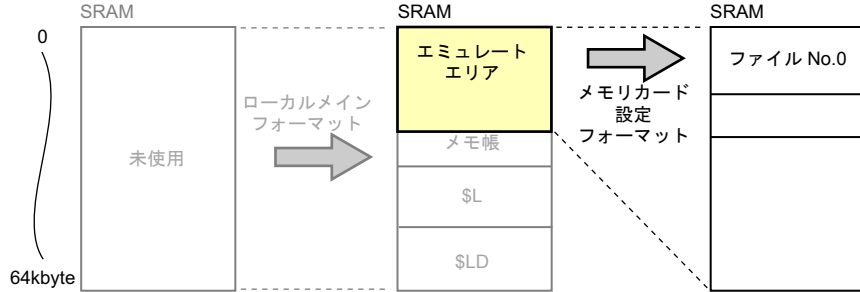 SRAM
SRAM
SRAM
0
64kbyte
未使用
ローカルメイン
フォーマット
エミュレート
エリア
メモ帳
$L
$LD
メモリカード
設定
フォーマット
ファイル No.0